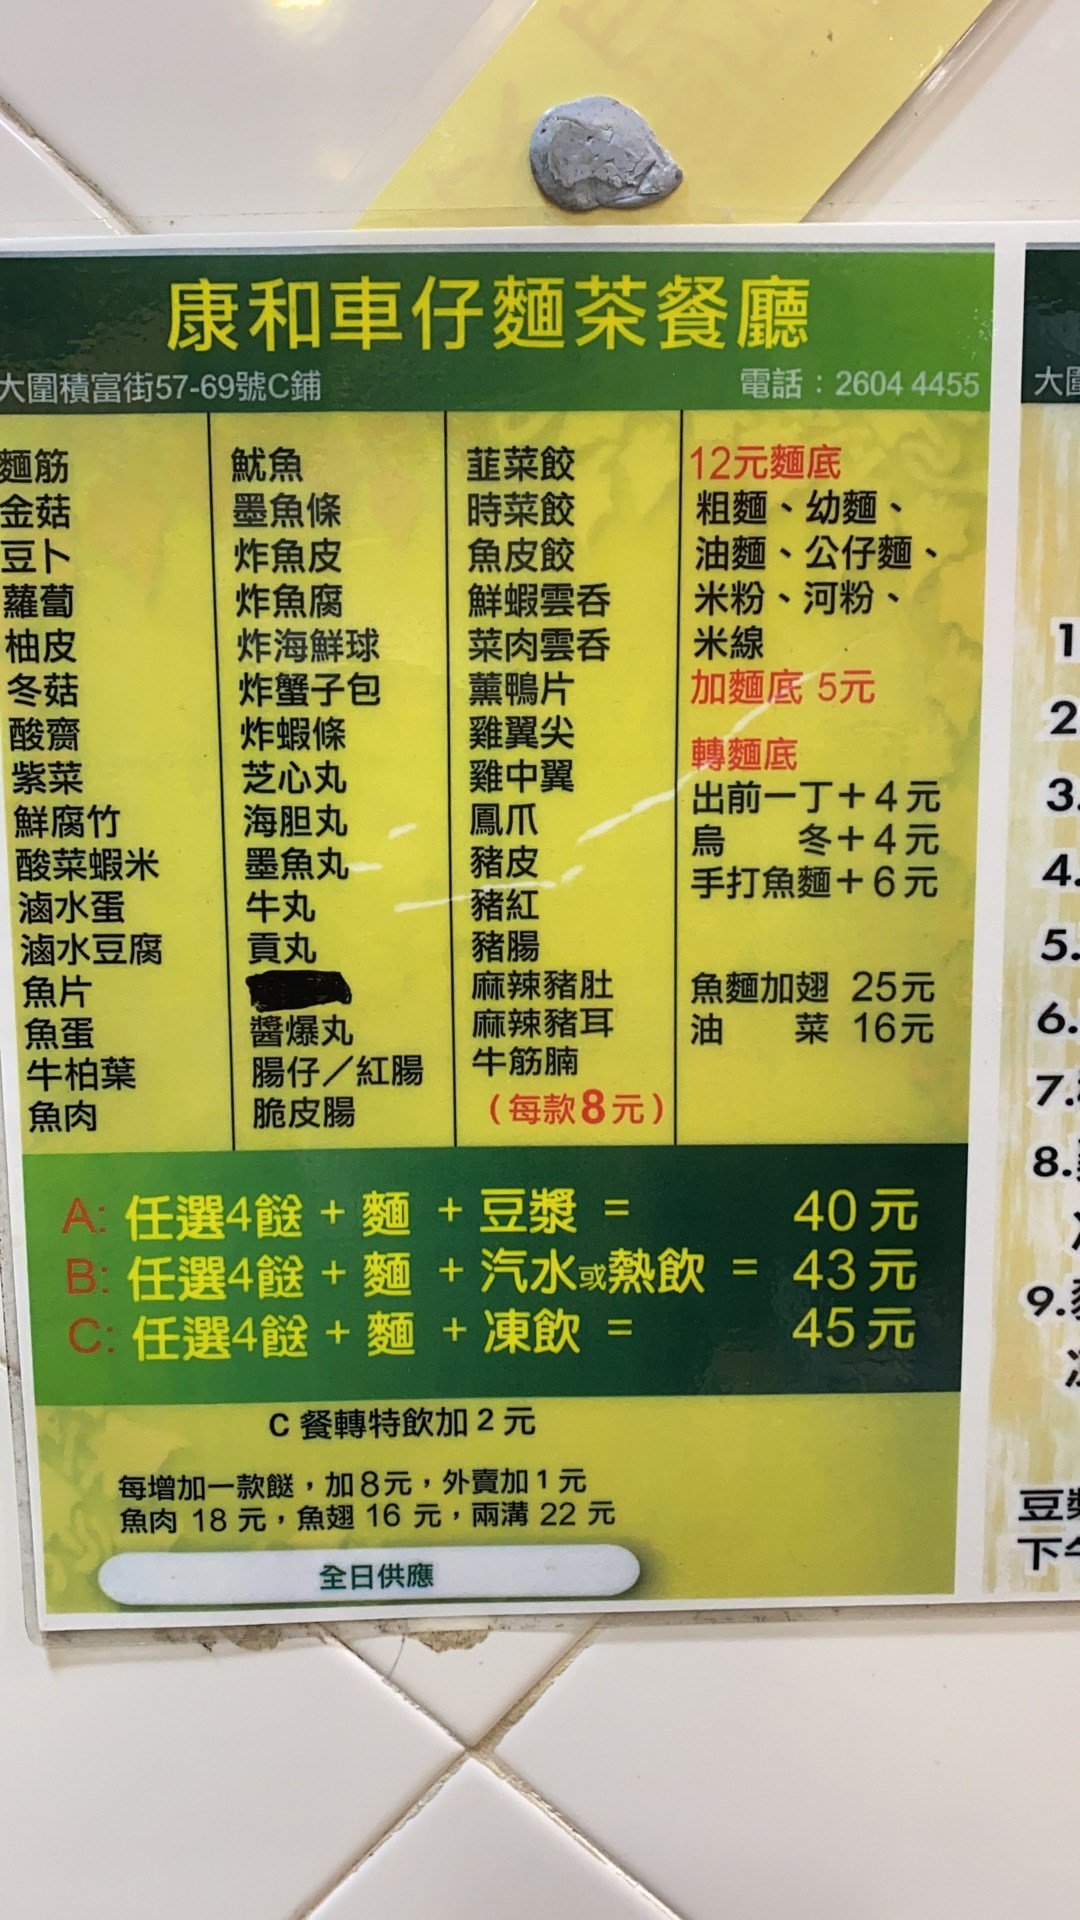 康和車仔麵茶餐廳
大圍積富街57-69號C鋪
電話：2604 4455
麵筋
金菇
豆卜
蘿蔔
柚皮
冬菇
酸齋
紫菜
鮮腐竹
酸菜蝦米
滷水蛋
滷水豆腐
魚片
魚蛋
牛柏葉
魚肉
魷魚
墨魚條
炸魚皮
炸魚腐
炸海鮮球
炸蟹子包
炸蝦條
芝心丸
海胆丸
墨魚丸
牛丸
貢丸
醬爆丸
腸仔／紅腸
脆皮腸
韮菜餃
時菜餃
魚皮餃
鮮蝦雲吞
菜肉雲吞
薰鴨片
雞翼尖
雞中翼
鳳爪
豬皮
豬紅
豬腸
麻辣豬肚
麻辣豬耳
牛筋腩
（每款8元）
12元麵底
粗麵、幼麵、
油麵、公仔麵、
米粉、河粉、
米線
加麵底 5元
轉麵底
出前一丁＋4元
烏 冬＋4元
手打魚麵＋6元
魚麵加翅 25元
油 菜 16元
A: 任選4餸 + 麵 + 豆漿 = 40元
B: 任選4餸 + 麵 + 汽水或熱飲 = 43元
C: 任選4餸 + 麵 + 凍飲 = 45元
C 餐轉特飲加 2 元
每增加一款餸，加8元，外賣加1元
魚肉 18 元，魚翅 16 元，兩溝 22 元
全日供應
大
1
2
3.
4.
5.
6.
7.
8.
9.
豆
下